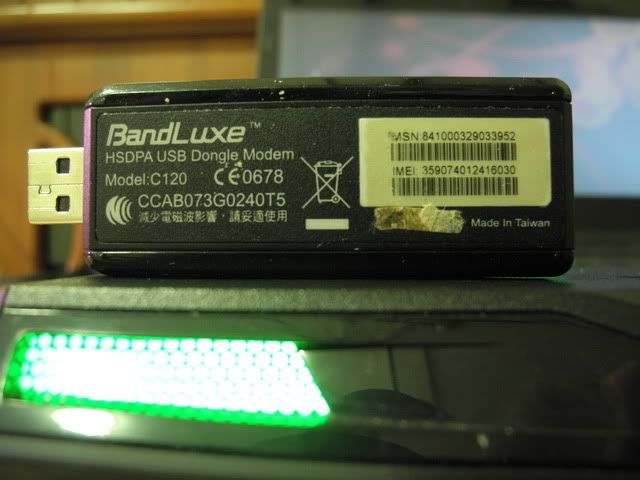 BandLuxe™
HSDPA USB Dongle Modem
Model:C120 CE0678
CCAB073G0240T5
減少電磁波影響,請妥適使用
MSN:841000329033952
IMEI: 359074012416030
Made In Taiwan